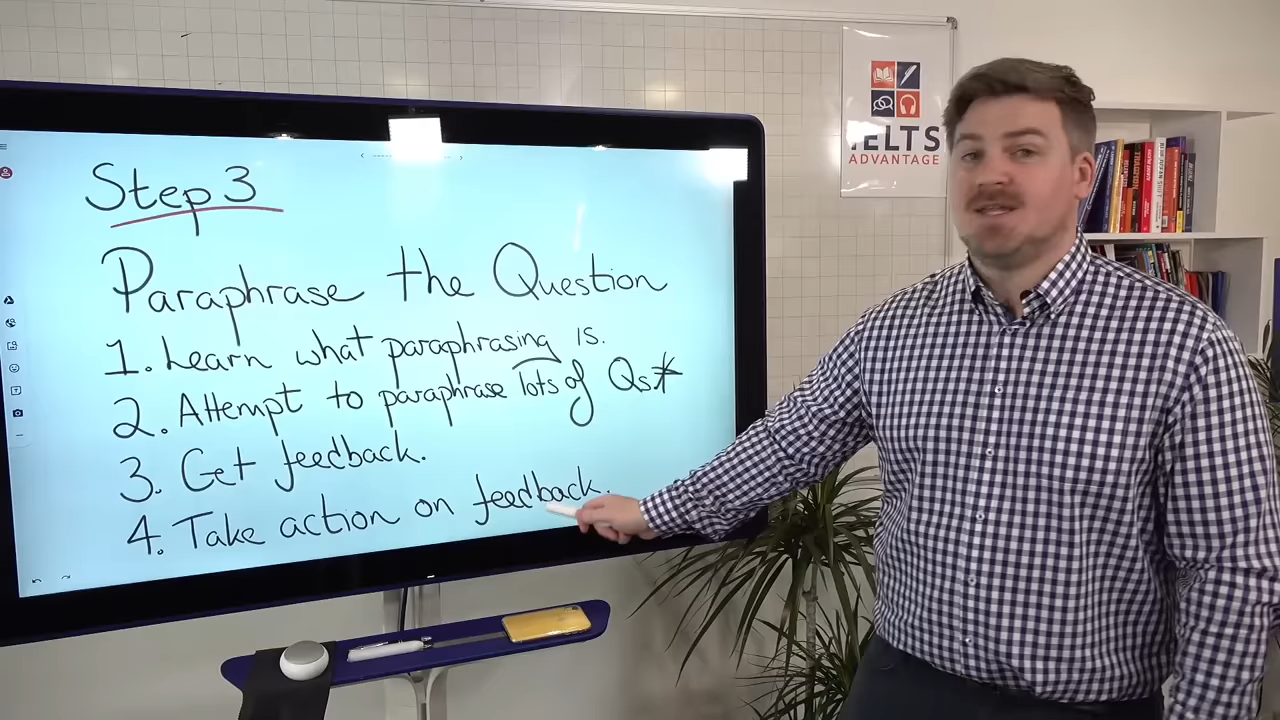 Step 3
Paraphrase the Question
1. Learn what paraphrasing is.
2. Attempt to paraphrase lots of Qs*
3. Get feedback.
4. Take action on feedback.
IELTS
ADVANTAGE